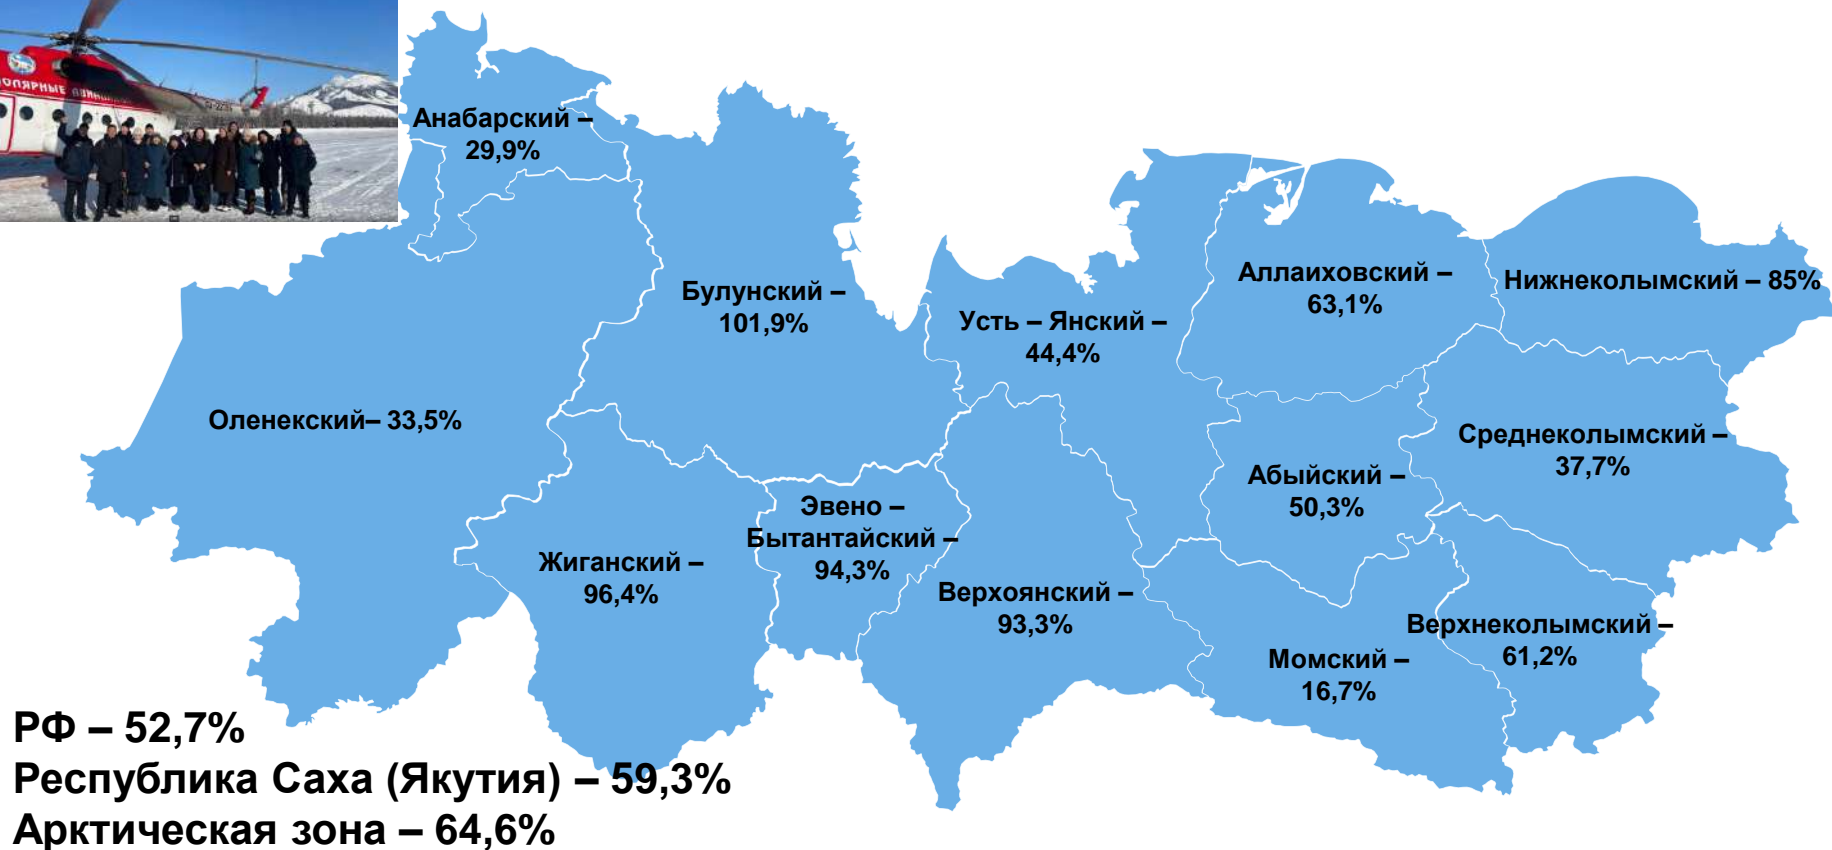 ПОЛЯРНЫЕ
Анабарский –
29,9%
Булунский –
101,9%
Усть – Янский –
44,4%
Аллаиховский –
63,1%
Нижнеколымский – 85%
Оленекский– 33,5%
Среднеколымский –
37,7%
Абыйский –
50,3%
Эвено –
Бытантайский –
94,3%
Жиганский –
96,4%
Верхоянский –
93,3%
Верхнеколымский –
61,2%
Момский –
16,7%
РФ – 52,7%
Республика Саха (Якутия) – 59,3%
Арктическая зона – 64,6%